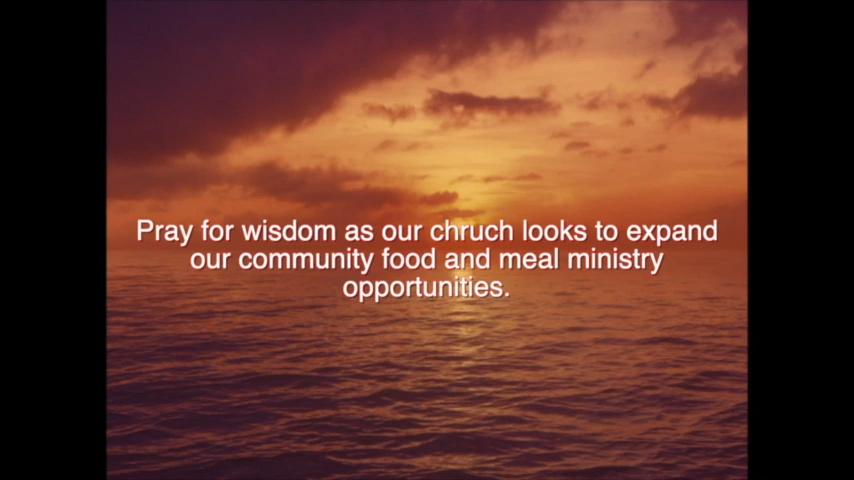 Pray for wisdom as our chruch looks to expand
our community food and meal ministry
opportunities.